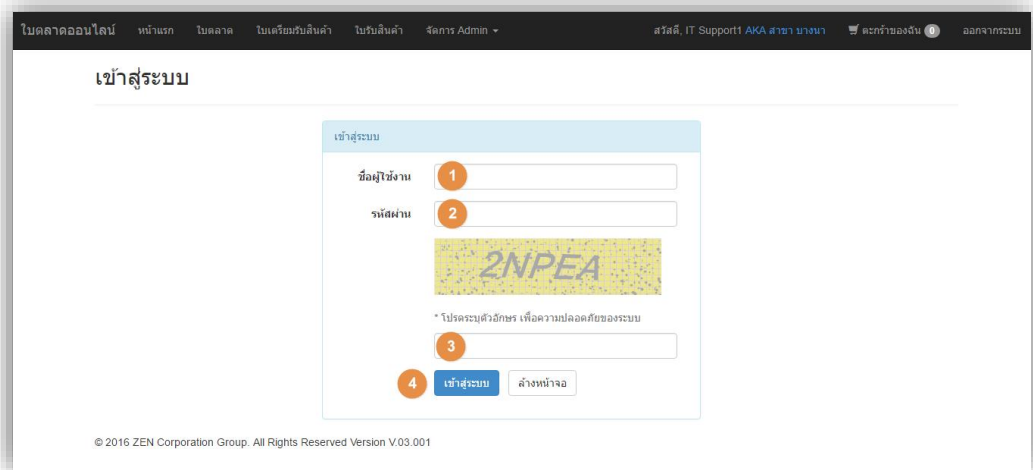 ใบตลาดออนไลน์ หน้าแรก ใบตลาด ใบเตรียมรับสินค้า ใบรับสินค้า จัดการ Admin สวัสดี, IT Support1 AKA สาขา บางนา ตะกร้าของฉัน 0 ออกจากระบบ
เข้าสู่ระบบ
เข้าสู่ระบบ
ชื่อผู้ใช้งาน 1
รหัสผ่าน 2
2NPEA
* โปรดระบุตัวอักษร เพื่อความปลอดภัยของระบบ
3
4 เข้าสู่ระบบ ล้างหน้าจอ
© 2016 ZEN Corporation Group. All Rights Reserved Version V.03.001